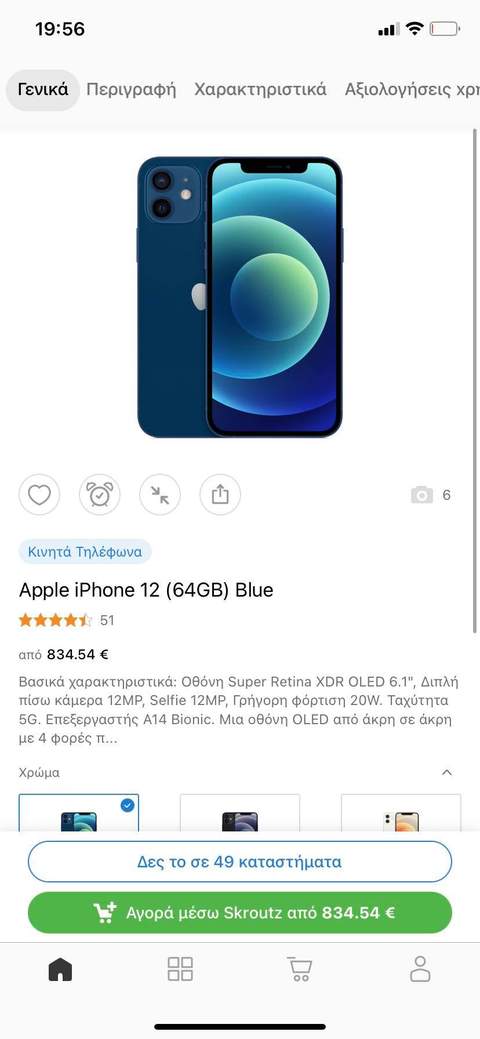 19:56
Γενικά Περιγραφή Χαρακτηριστικά Αξιολογήσεις χρη
6
Κινητά Τηλέφωνα
Apple iPhone 12 (64GB) Blue
51
από 834.54 €
Βασικά χαρακτηριστικά: Οθόνη Super Retina XDR OLED 6.1", Διπλή
πίσω κάμερα 12MP, Selfie 12MP, Γρήγορη φόρτιση 20W. Ταχύτητα
5G. Επεξεργαστής A14 Bionic. Μια οθόνη OLED από άκρη σε άκρη
με 4 φορές π...
Χρώμα
Δες το σε 49 καταστήματα
Αγορά μέσω Skroutz από 834.54 €